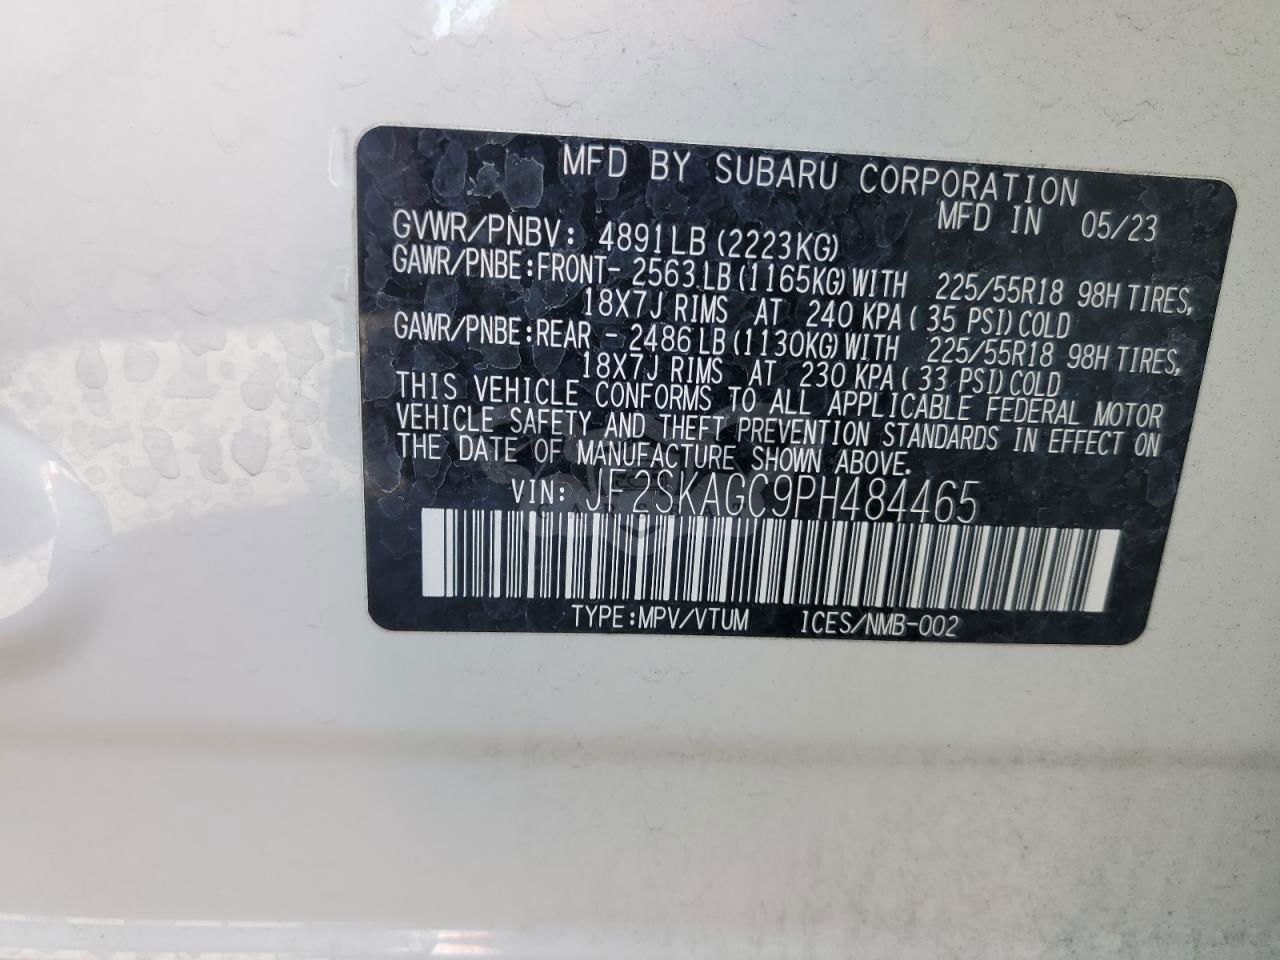 MFD BY SUBARU CORPORATION
MFD IN 05/23
GVWR/PNBV: 4891LB(2223KG)
GAWR/PNBE:FRONT- 2563LB(1165KG)WITH 225/55R18 98H TIRES,
18X7J RIMS AT 240 KPA( 35 PSI)COLD
GAWR/PNBE:REAR - 2486LB(1130KG)WITH 225/55R18 98H TIRES,
18X7J RIMS AT 230 KPA( 33 PSI)COLD
THIS VEHICLE CONFORMS TO ALL APPLICABLE FEDERAL MOTOR
VEHICLE SAFETY AND THEFT PREVENTION STANDARDS IN EFFECT ON
THE DATE OF MANUFACTURE SHOWN ABOVE.
VIN: JF2SKAGC9PH484465
TYPE:MPV/VTUM ICES/NMB-002